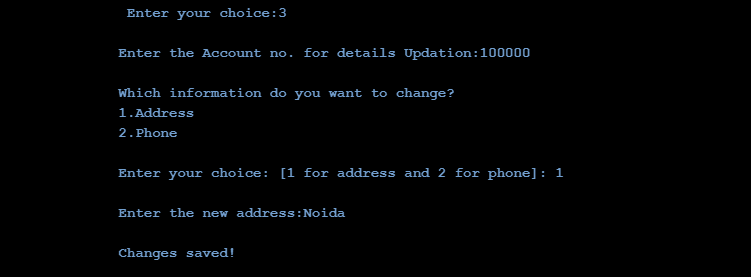 Enter your choice:3
Enter the Account no. for details Updation:100000
Which information do you want to change?
1.Address
2.Phone
Enter your choice: [1 for address and 2 for phone]: 1
Enter the new address:Noida
Changes saved!